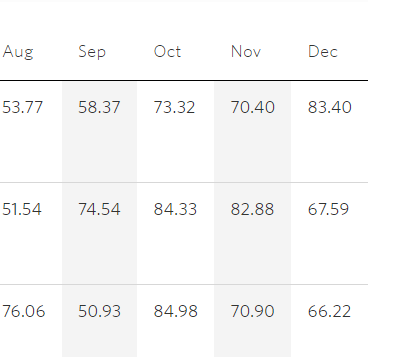 Aug Sep Oct Nov Dec
53.77 58.37 73.32 70.40 83.40
51.54 74.54 84.33 82.88 67.59
76.06 50.93 84.98 70.90 66.22